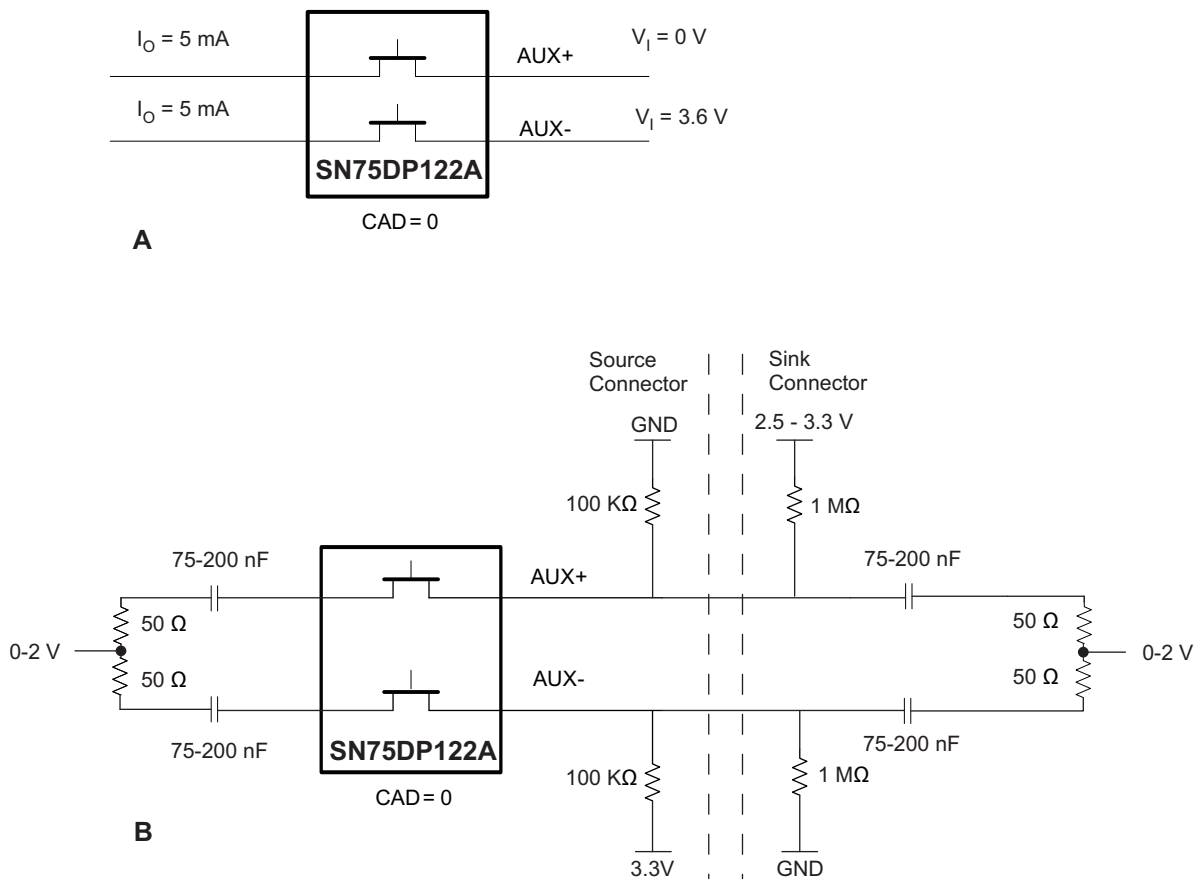 I_O = 5 mA
V_I = 0 V
AUX+
I_O = 5 mA
V_I = 3.6 V
AUX-
SN75DP122A
CAD = 0
A
Source
Connector
Sink
Connector
GND
2.5 - 3.3 V
100 KΩ
1 MΩ
75-200 nF
AUX+
75-200 nF
50 Ω
50 Ω
0-2 V
0-2 V
50 Ω
50 Ω
AUX-
75-200 nF
SN75DP122A
75-200 nF
100 KΩ
1 MΩ
CAD = 0
B
3.3V
GND